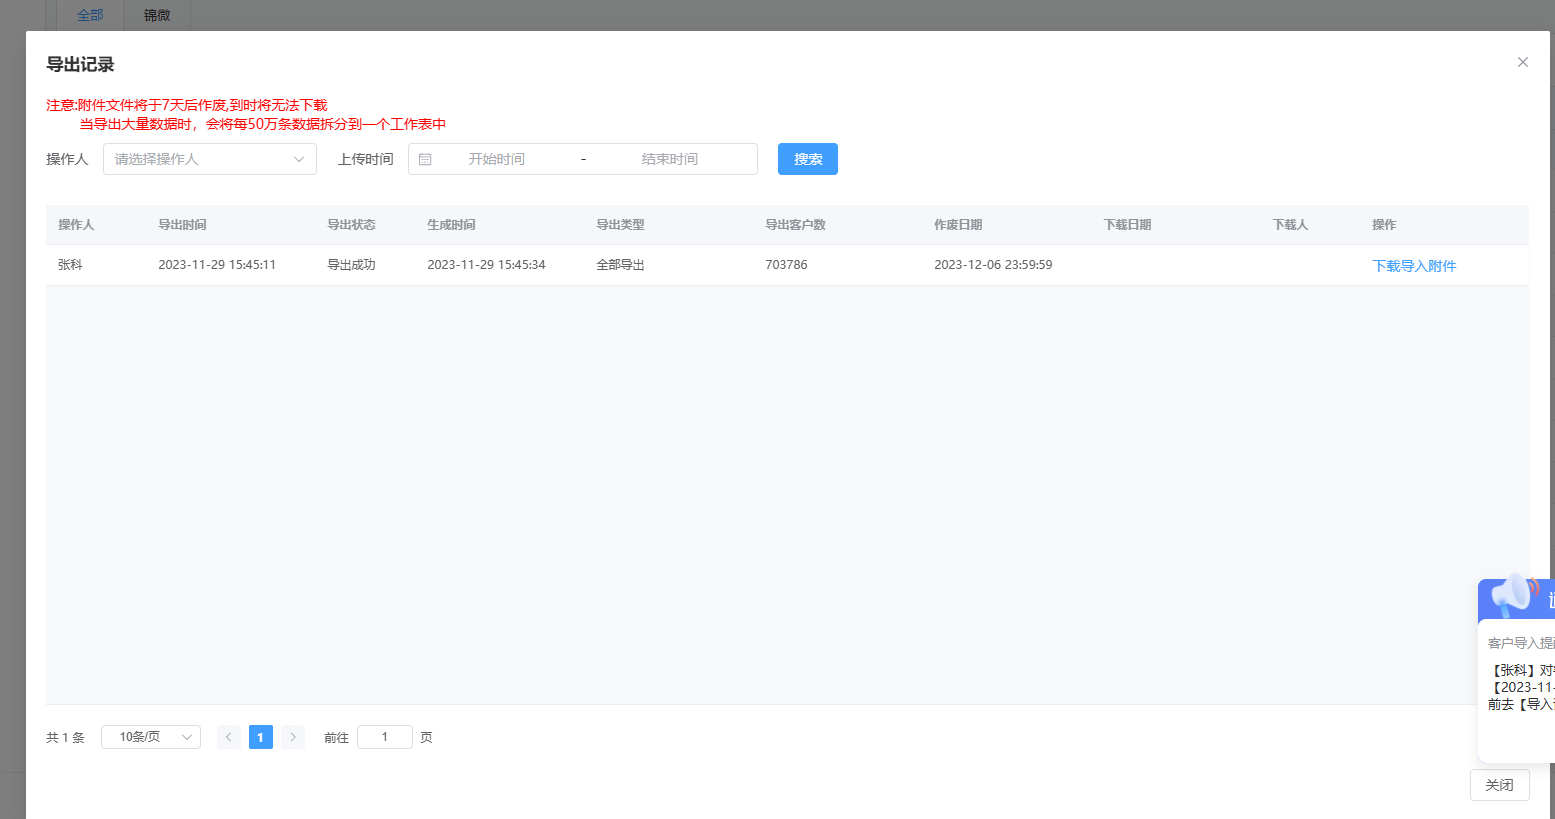 全部
锦微
导出记录
注意:附件文件将于7天后作废,到时将无法下载
当导出大量数据时，会将每50万条数据拆分到一个工作表中
操作人 请选择操作人 上传时间 开始时间 - 结束时间 搜索
操作人 导出时间 导出状态 生成时间 导出类型 导出客户数 作废日期 下载日期 下载人 操作
张科 2023-11-29 15:45:11 导出成功 2023-11-29 15:45:34 全部导出 703786 2023-12-06 23:59:59 下载导入附件
客户导入提
【张科】对
【2023-11-
前去【导入
共 1 条 10条/页 1 前往 1 页
关闭